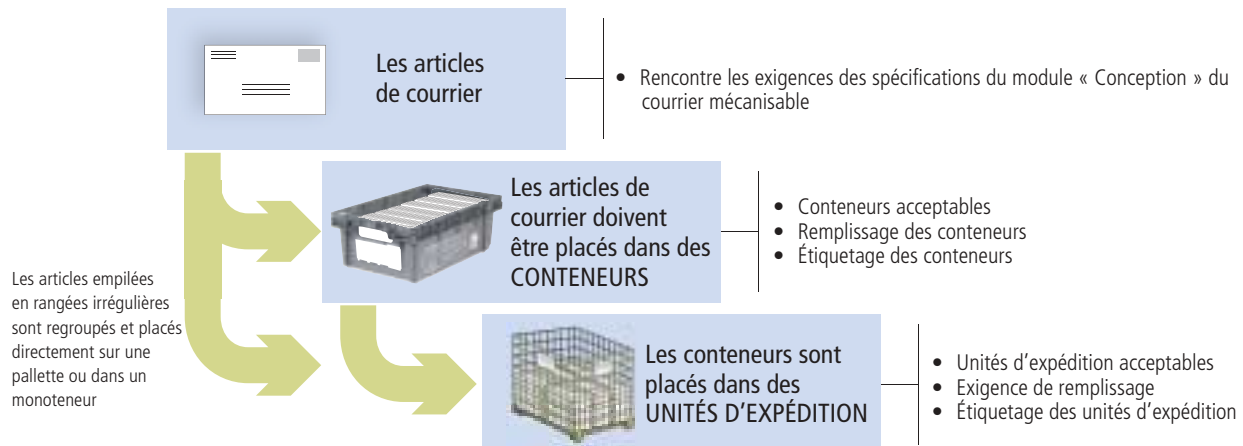 Les articles
de courrier
• Rencontre les exigences des spécifications du module « Conception » du
courrier mécanisable
Les articles de
courrier doivent
être placés dans des
CONTENEURS
• Conteneurs acceptables
• Remplissage des conteneurs
• Étiquetage des conteneurs
Les articles empilées
en rangées irrégulières
sont regroupés et placés
directement sur une
pallette ou dans un
monoteneur
Les conteneurs sont
placés dans des
UNITÉS D'EXPÉDITION
• Unités d'expédition acceptables
• Exigence de remplissage
• Étiquetage des unités d'expédition